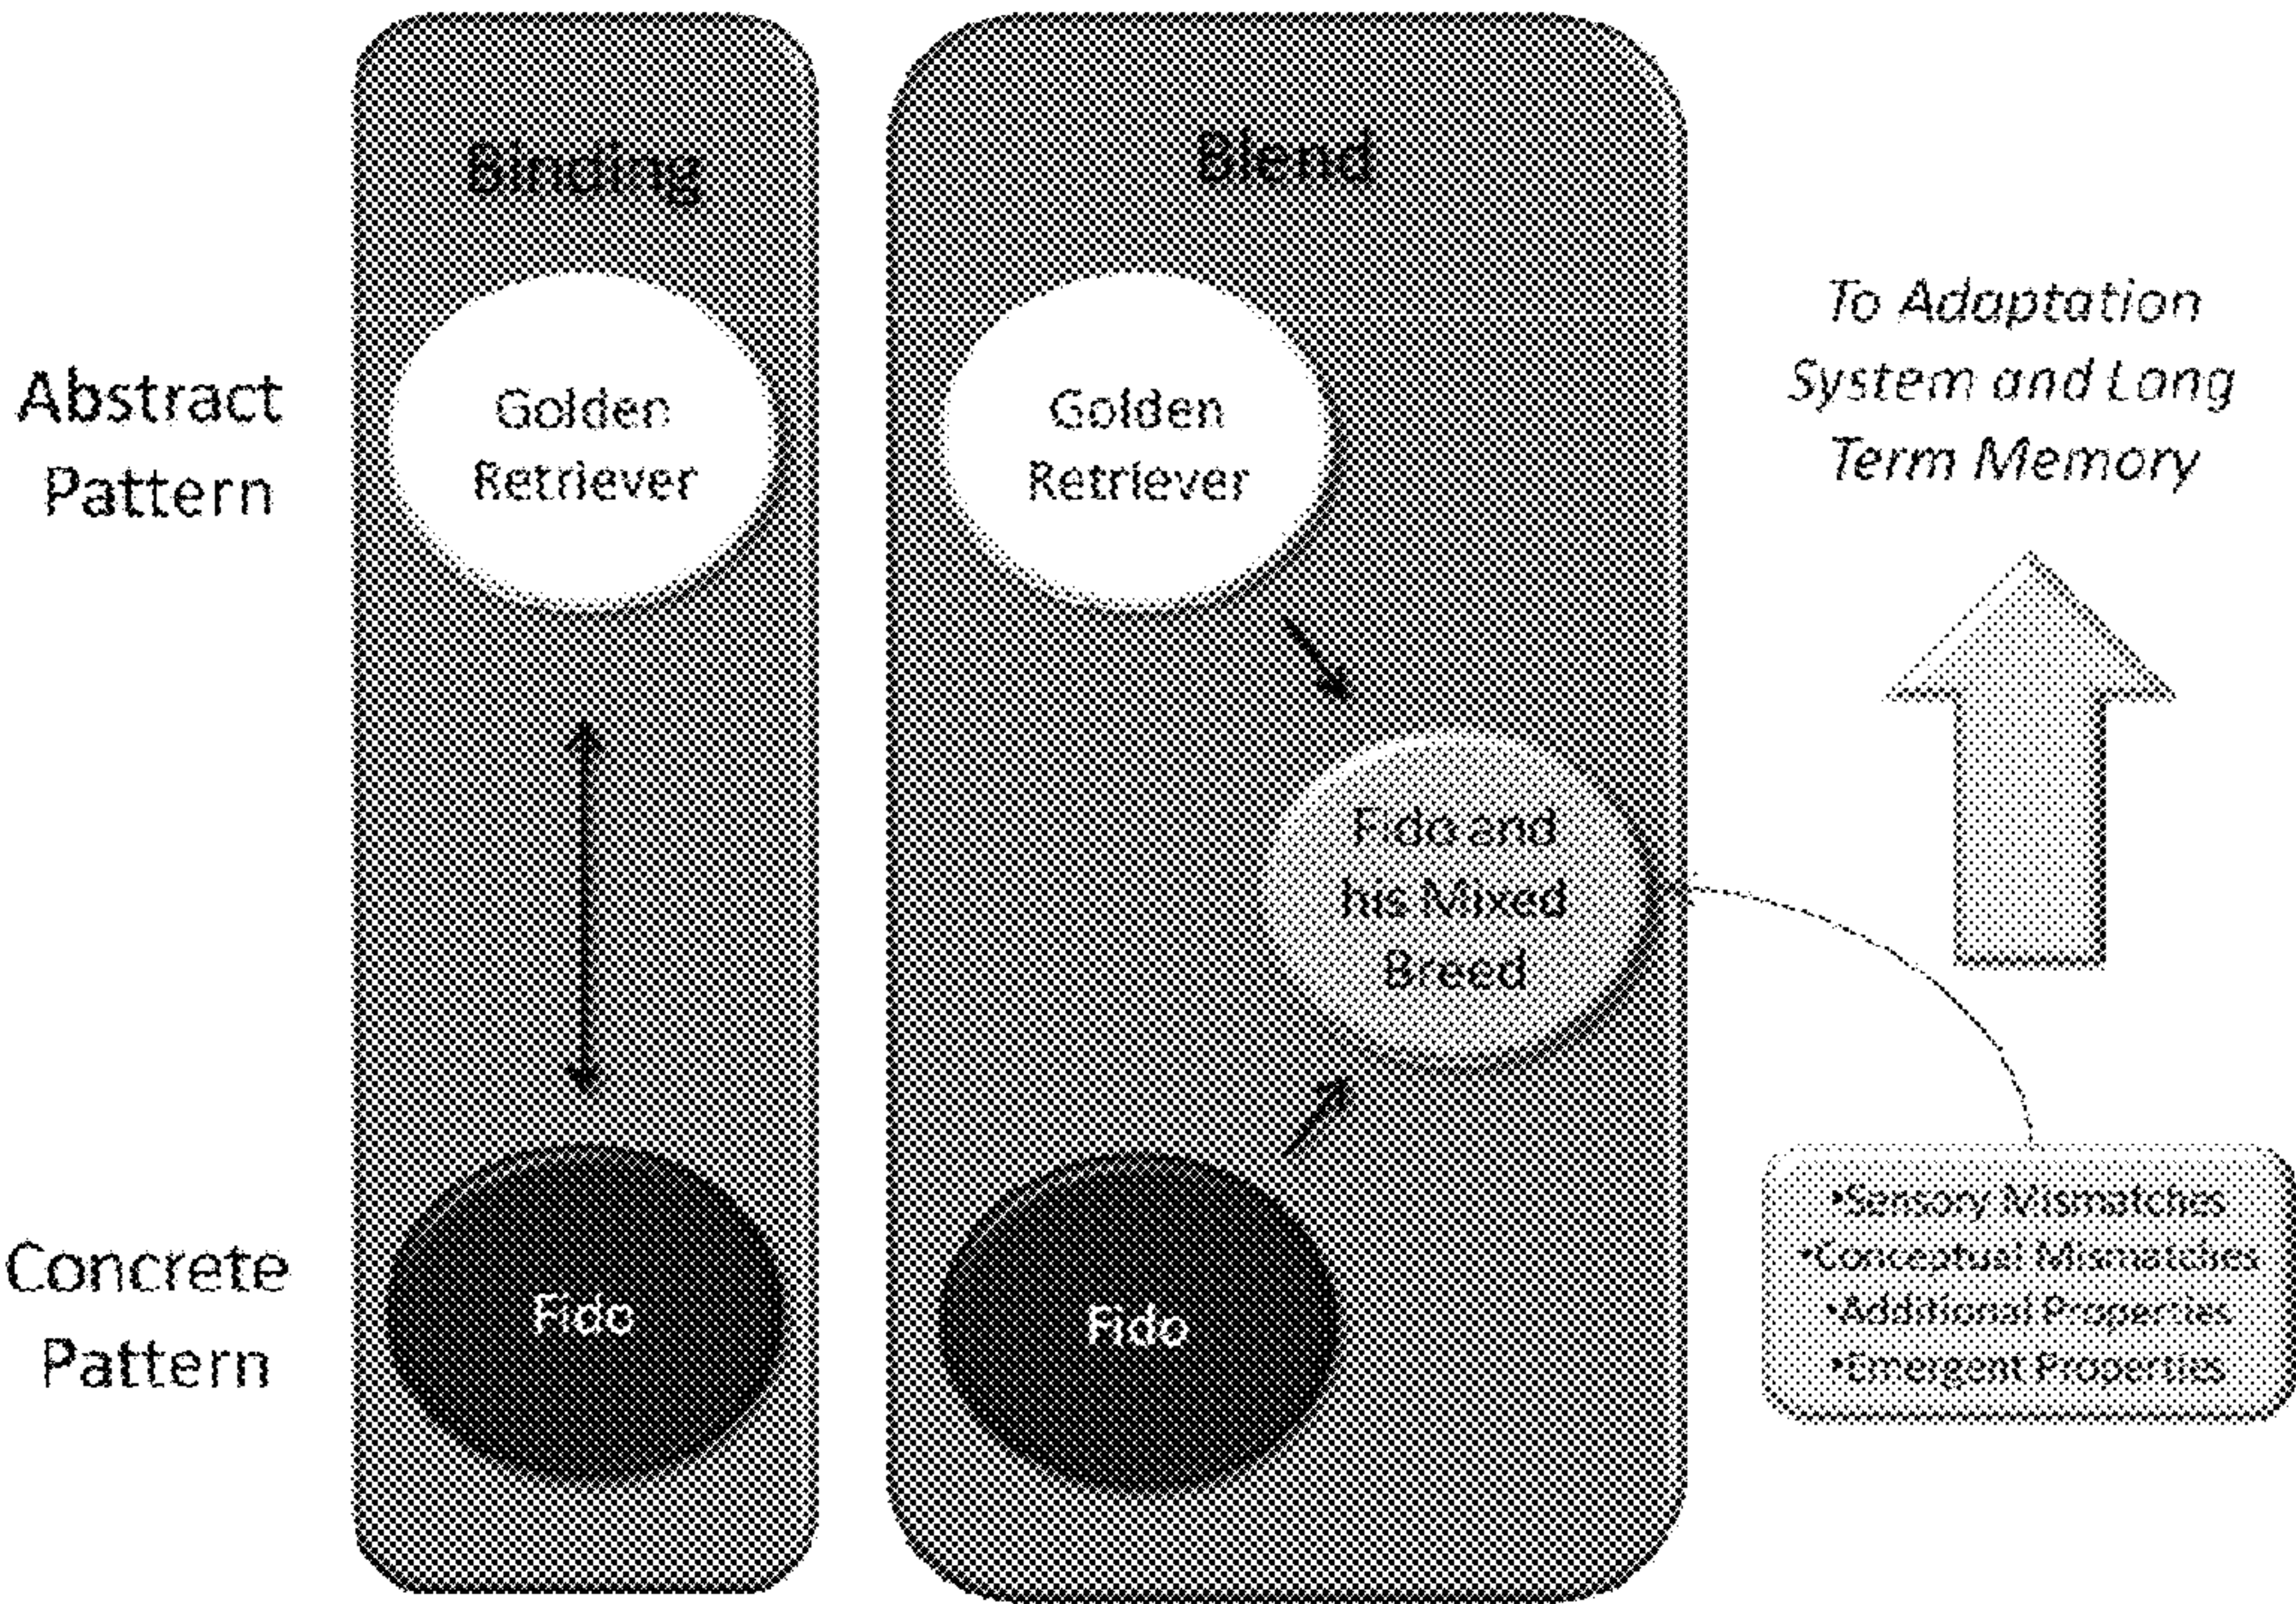 Binding
Blend
Abstract
Pattern
Golden
Retriever
Golden
Retriever
To Adaptation
System and Long
Term Memory
Fido and
his Mixed
Breed
Concrete
Pattern
Fido
Fido
•Sensory Mismatches
•Conceptual Mismatches
•Additional Properties
•Emergent Properties